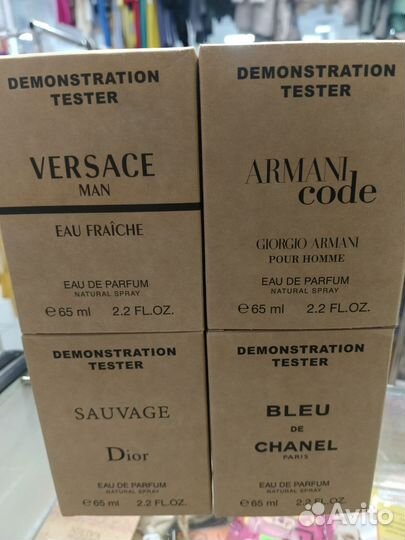 DEMONSTRATION
TESTER
VERSACE
MAN
EAU FRAÎCHE
EAU DE PARFUM
NATURAL SPRAY
℮ 65 ml 2.2 FL.OZ.
DEMONSTRATION
TESTER
ARMANI
code
GIORGIO ARMANI
POUR HOMME
EAU DE PARFUM
NATURAL SPRAY
℮ 65 ml 2.2 FL.OZ.
DEMONSTRATION
TESTER
SAUVAGE
Dior
EAU DE PARFUM
NATURAL SPRAY
℮ 65 ml 2.2 FL.OZ.
DEMONSTRATION
TESTER
BLEU
DE
CHANEL
PARIS
EAU DE PARFUM
NATURAL SPRAY
℮ 65 ml 2.2 FL.OZ.
Avito